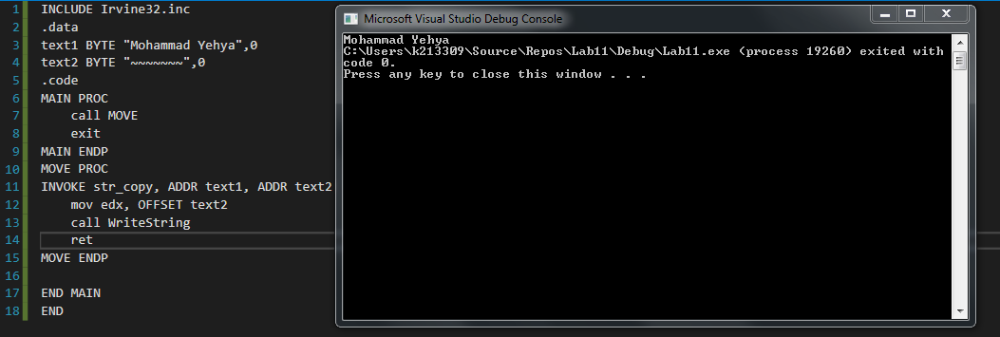 1 INCLUDE Irvine32.inc
2 .data
3 text1 BYTE "Mohammad Yehya",0
4 text2 BYTE "~~~~~~~",0
5 .code
6 MAIN PROC
7 call MOVE
8 exit
9 MAIN ENDP
10 MOVE PROC
11 INVOKE str_copy, ADDR text1, ADDR text2
12 mov edx, OFFSET text2
13 call WriteString
14 ret
15 MOVE ENDP
16
17 END MAIN
18 END
Microsoft Visual Studio Debug Console
Mohammad Yehya
C:\Users\k213309\Source\Repos\Lab11\Debug\Lab11.exe (process 19260) exited with
code 0.
Press any key to close this window . . .